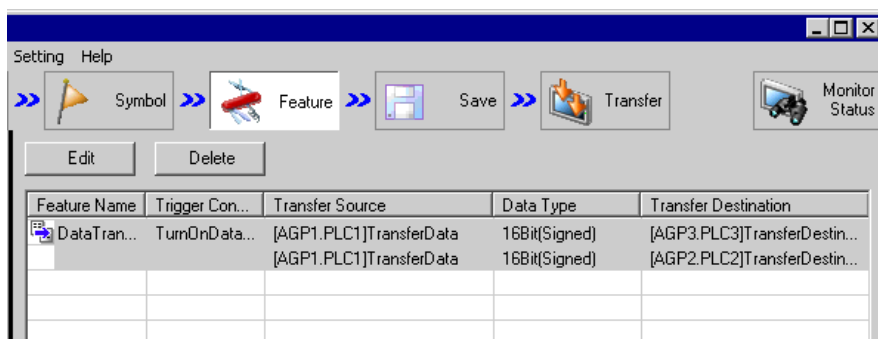 Setting Help
Symbol Feature Save Transfer Monitor Status
Edit Delete
Feature Name Trigger Con... Transfer Source Data Type Transfer Destination
DataTran... TurnOnData... [AGP1.PLC1]TransferData 16Bit(Signed) [AGP3.PLC3]TransferDestin...
[AGP1.PLC1]TransferData 16Bit(Signed) [AGP2.PLC2]TransferDestin...